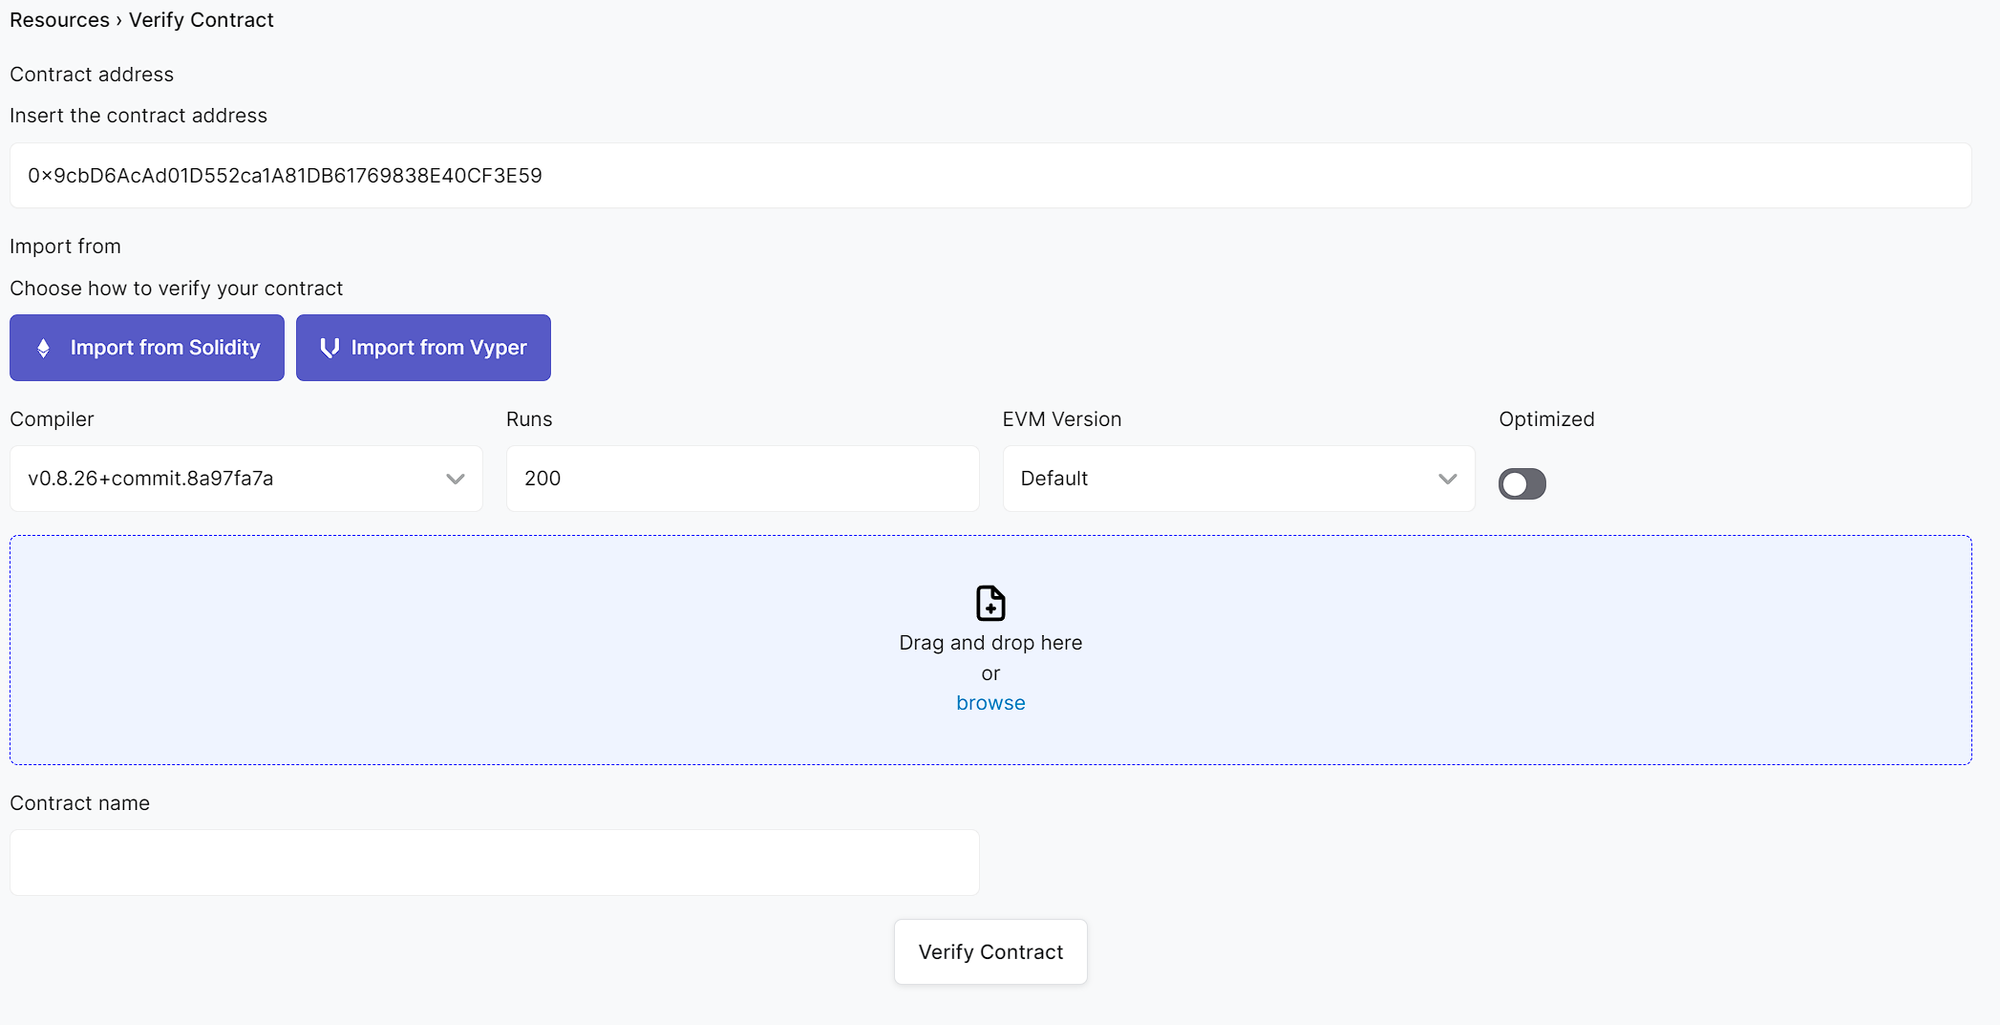 Resources › Verify Contract
Contract address
Insert the contract address
0×9cbD6AcAd01D552ca1A81DB61769838E40CF3E59
Import from
Choose how to verify your contract
Import from Solidity
Import from Vyper
Compiler
Runs
EVM Version
Optimized
v0.8.26+commit.8a97fa7a
200
Default
Drag and drop here
or
browse
Contract name
Verify Contract